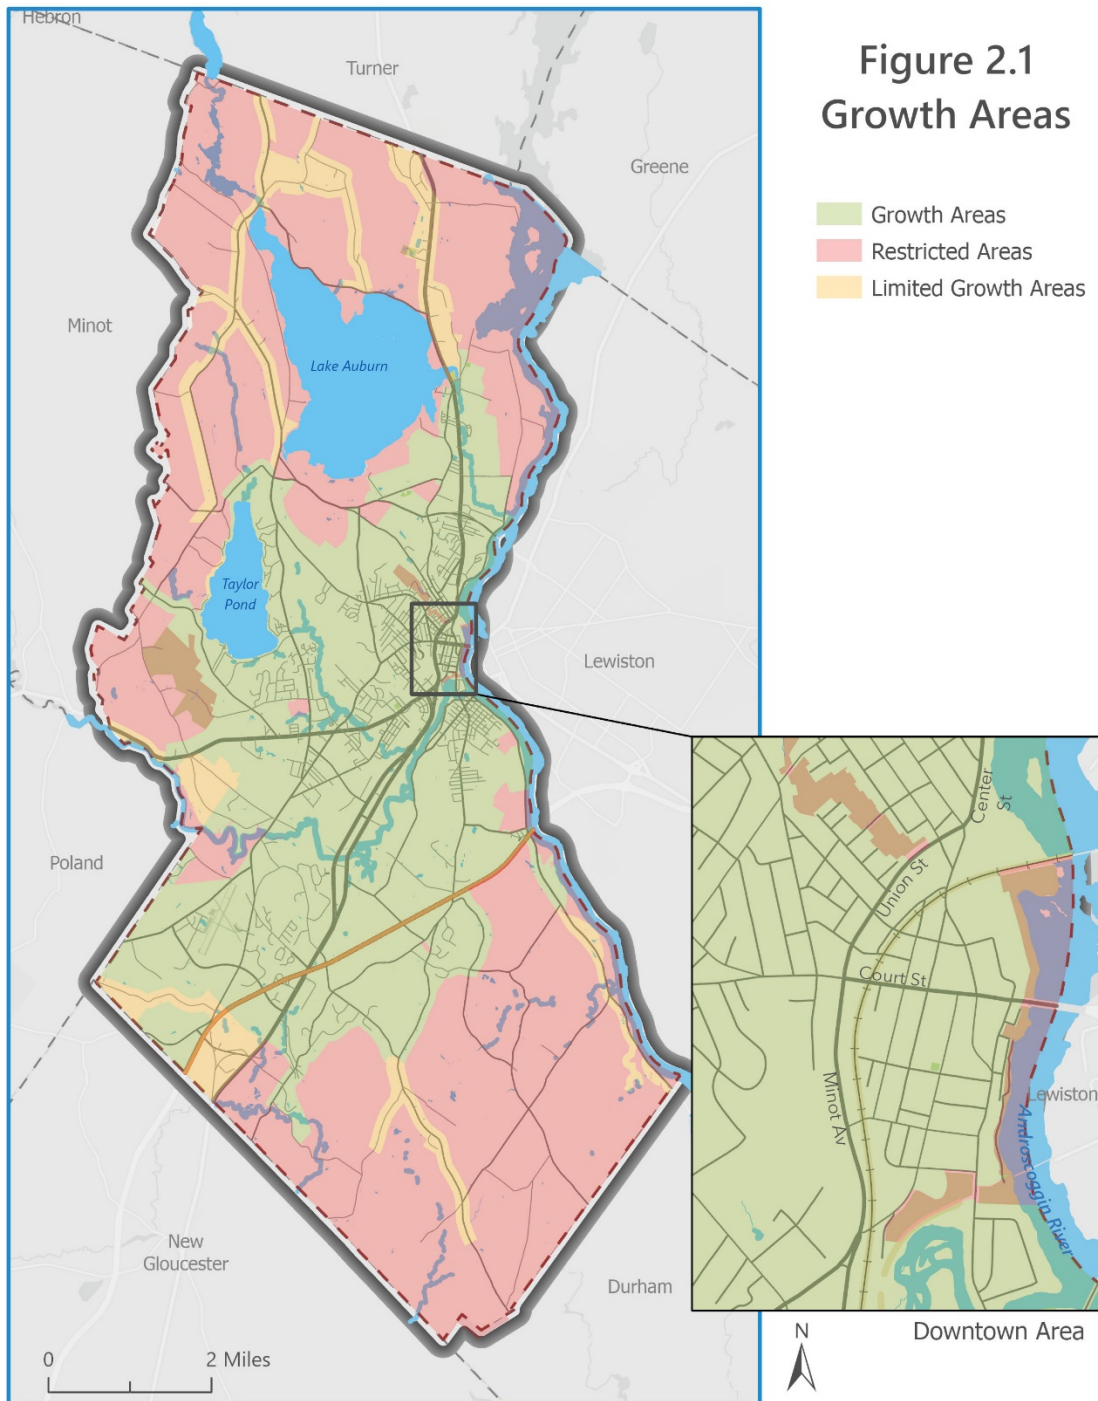 Figure 2.1
Growth Areas
Growth Areas
Restricted Areas
Limited Growth Areas
Hebron
Turner
Greene
Minot
Lake Auburn
Taylor
Pond
Lewiston
Poland
New
Gloucester
Durham
0 2 Miles
Center
St
Union St
Court St
Minot Av
Lewiston
Androscoggin River
N
Downtown Area